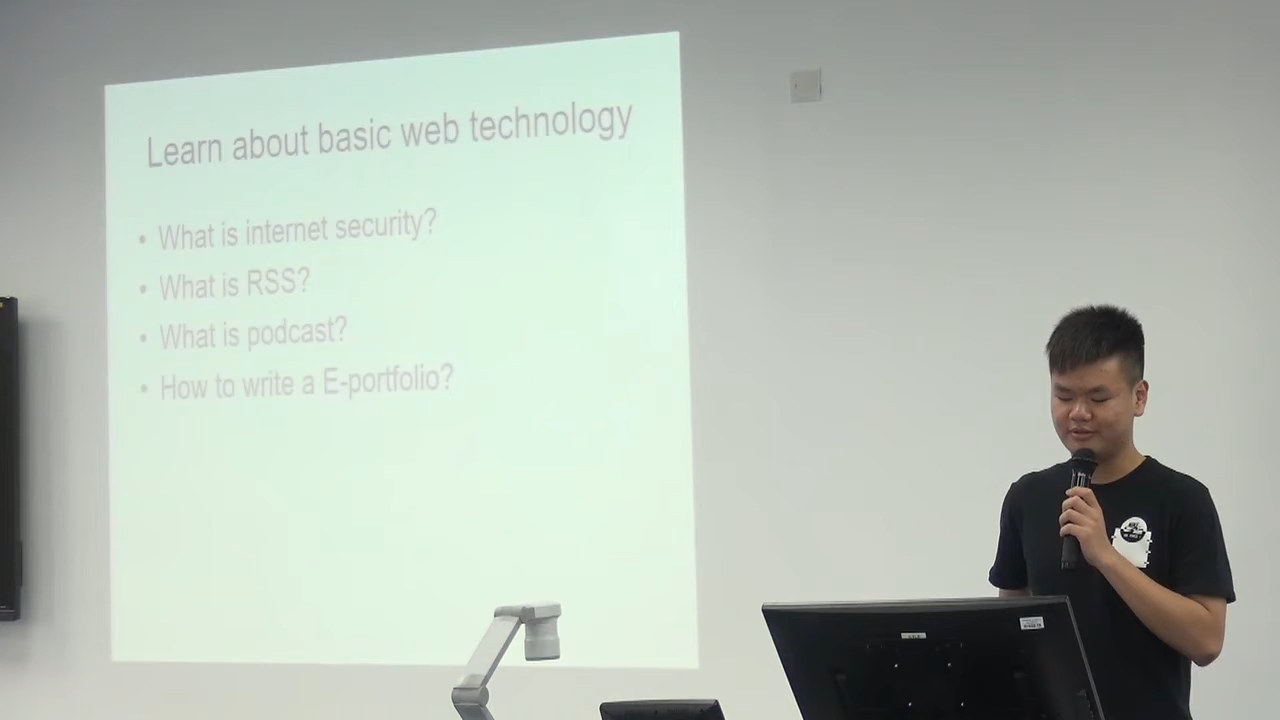 Learn about basic web technology
• What is internet security?
• What is RSS?
• What is podcast?
• How to write a E-portfolio?